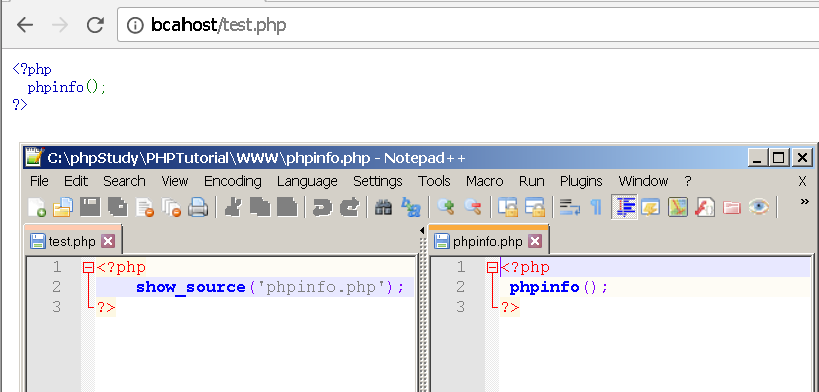 bcahost/test.php
<?php
phpinfo();
?>
C:\phpStudy\PHPTutorial\WWW\phpinfo.php - Notepad++
File Edit Search View Encoding Language Settings Tools Macro Run Plugins Window ? X
test.php
1 <?php
2 show_source('phpinfo.php');
3 ?>
phpinfo.php
1 <?php
2 phpinfo();
3 ?>